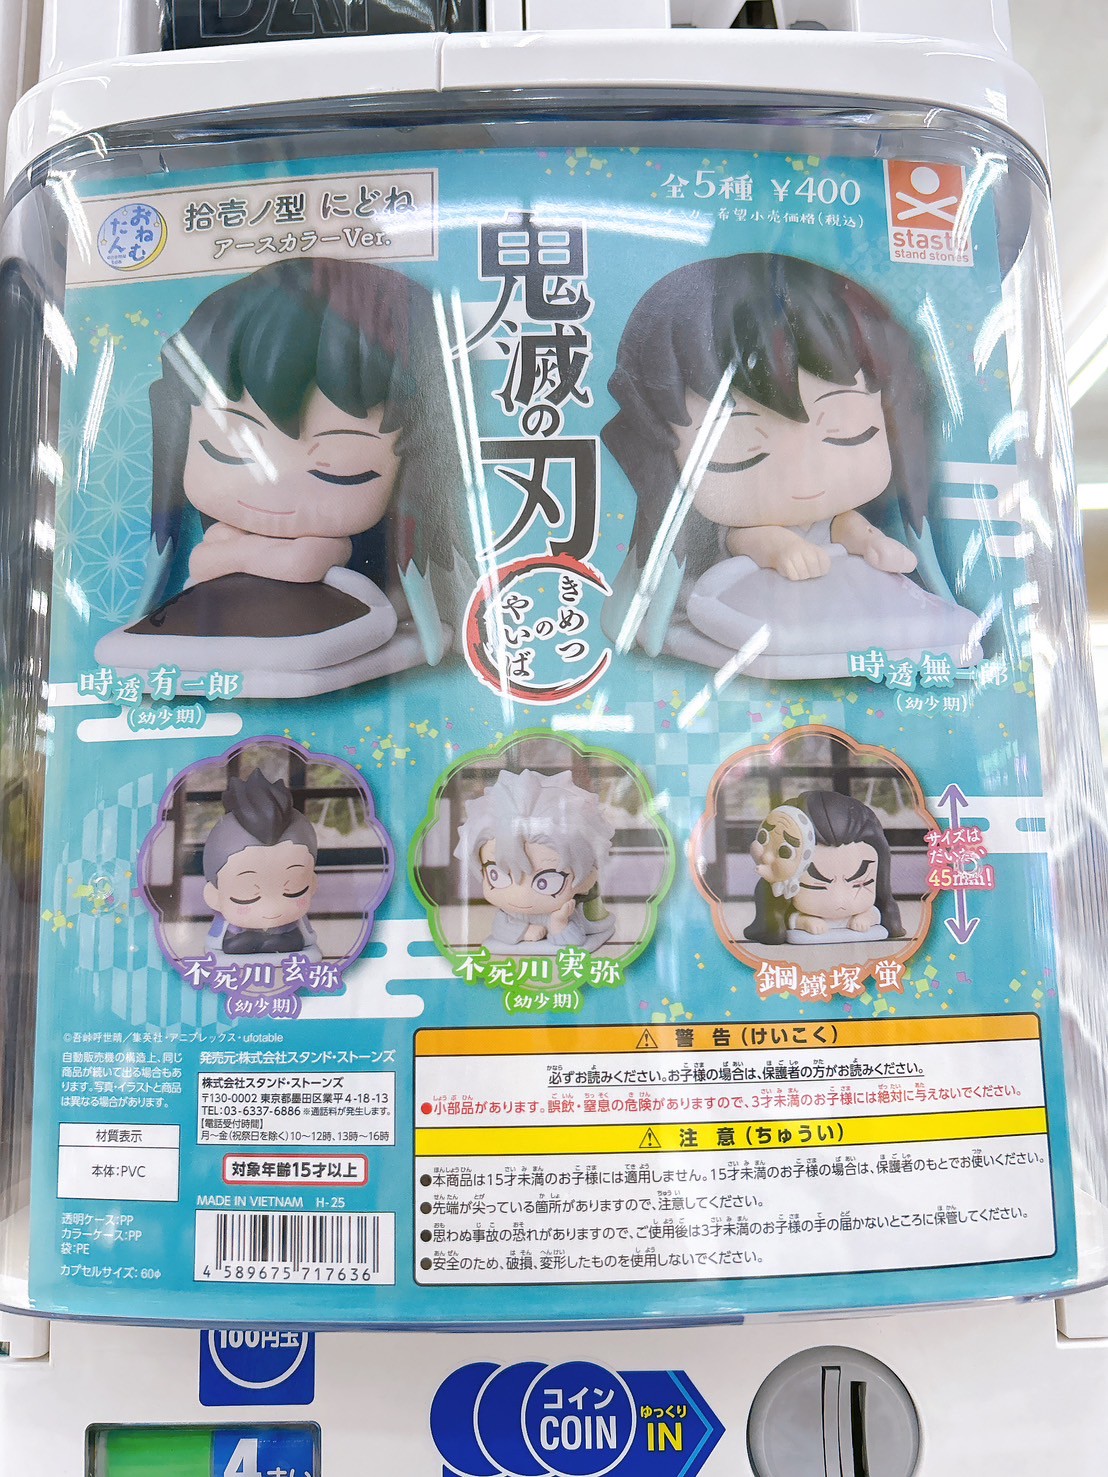 おねむたん
拾壱ノ型 にどね
アースカラーVer.
全5種 ¥400
メーカー希望小売価格(税込)
stasto
stand stones
鬼滅の刃
きめつのやいば
時透有一郎
(幼少期)
時透無一郎
(幼少期)
不死川玄弥
(幼少期)
不死川実弥
(幼少期)
鋼鐵塚 蛍
サイズは
だいたい
45mm!
©吾峠呼世晴/集英社・アニプレックス・ufotable
自動販売機の構造上、同じ
商品が続いて出る場合もあ
ります。写真・イラストと商品
は異なる場合があります。
発売元:株式会社スタンド・ストーンズ
株式会社スタンド・ストーンズ
〒130-0002 東京都墨田区業平4-18-13
TEL:03-6337-6886 ※通話料が発生します。
【電話受付時間】
月〜金(祝祭日を除く)10〜12時、13時〜16時
材質表示
本体:PVC
対象年齢15才以上
MADE IN VIETNAM H-25
透明ケース:PP
カラーケース:PP
袋:PE
カプセルサイズ:60φ
4 589675 717636
警告(けいこく)
必ずお読みください。お子様の場合は、保護者の方がお読みください。
●小部品があります。誤飲・窒息の危険がありますので、3才未満のお子様には絶対に与えないでください。
注意(ちゅうい)
●本商品は15才未満のお子様には適用しません。15才未満のお子様の場合は、保護者のもとでお使いください。
●先端が尖っている箇所がありますので、注意してください。
●思わぬ事故の恐れがありますので、ご使用後は3才未満のお子様の手の届かないところに保管してください。
●安全のため、破損、変形したものを使用しないでください。
100円玉
コイン
COIN
ゆっくり
IN
4まい